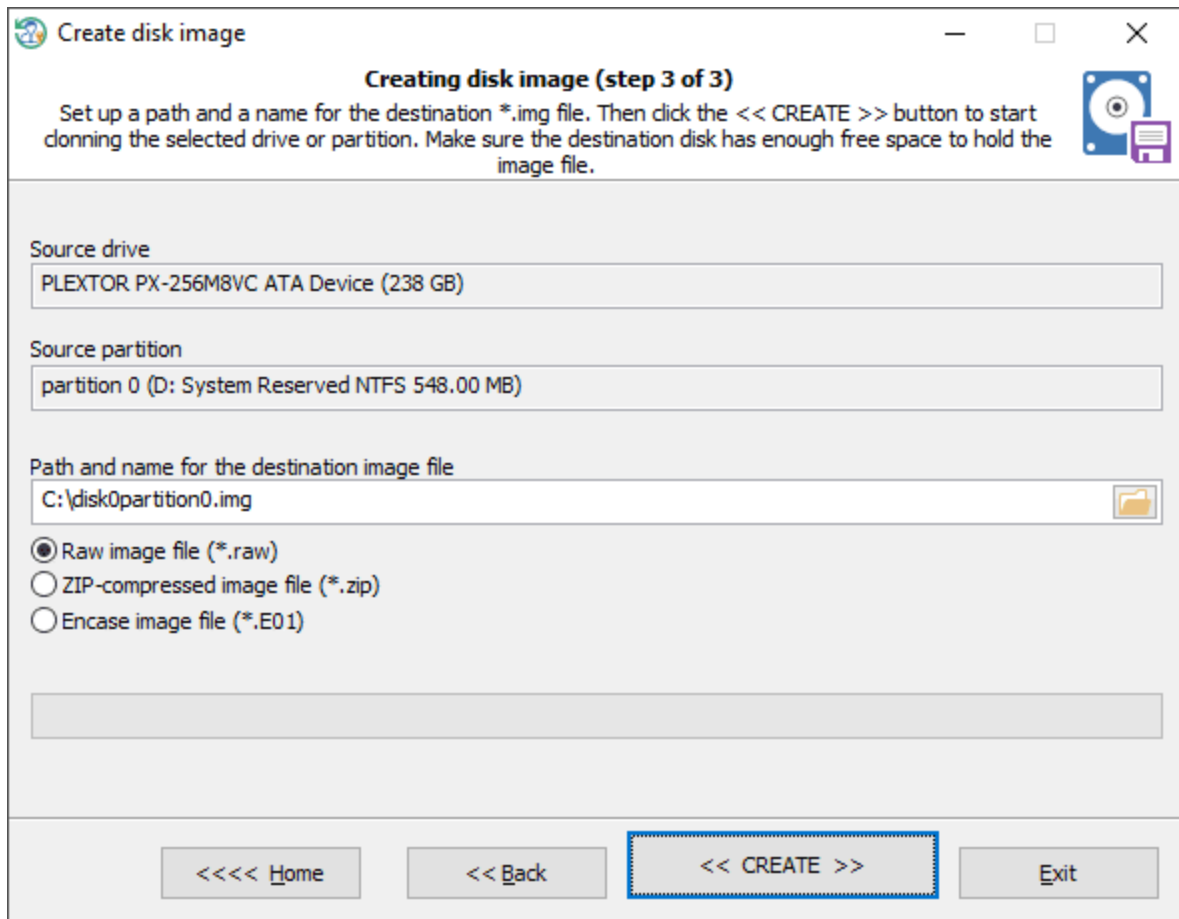 Create disk image
Creating disk image (step 3 of 3)
Set up a path and a name for the destination *.img file. Then click the << CREATE >> button to start
clonning the selected drive or partition. Make sure the destination disk has enough free space to hold the
image file.
Source drive
PLEXTOR PX-256M8VC ATA Device (238 GB)
Source partition
partition 0 (D: System Reserved NTFS 548.00 MB)
Path and name for the destination image file
C:\disk0partition0.img
Raw image file (*.raw)
ZIP-compressed image file (*.zip)
Encase image file (*.E01)
<<<< Home
<< Back
<< CREATE >>
Exit